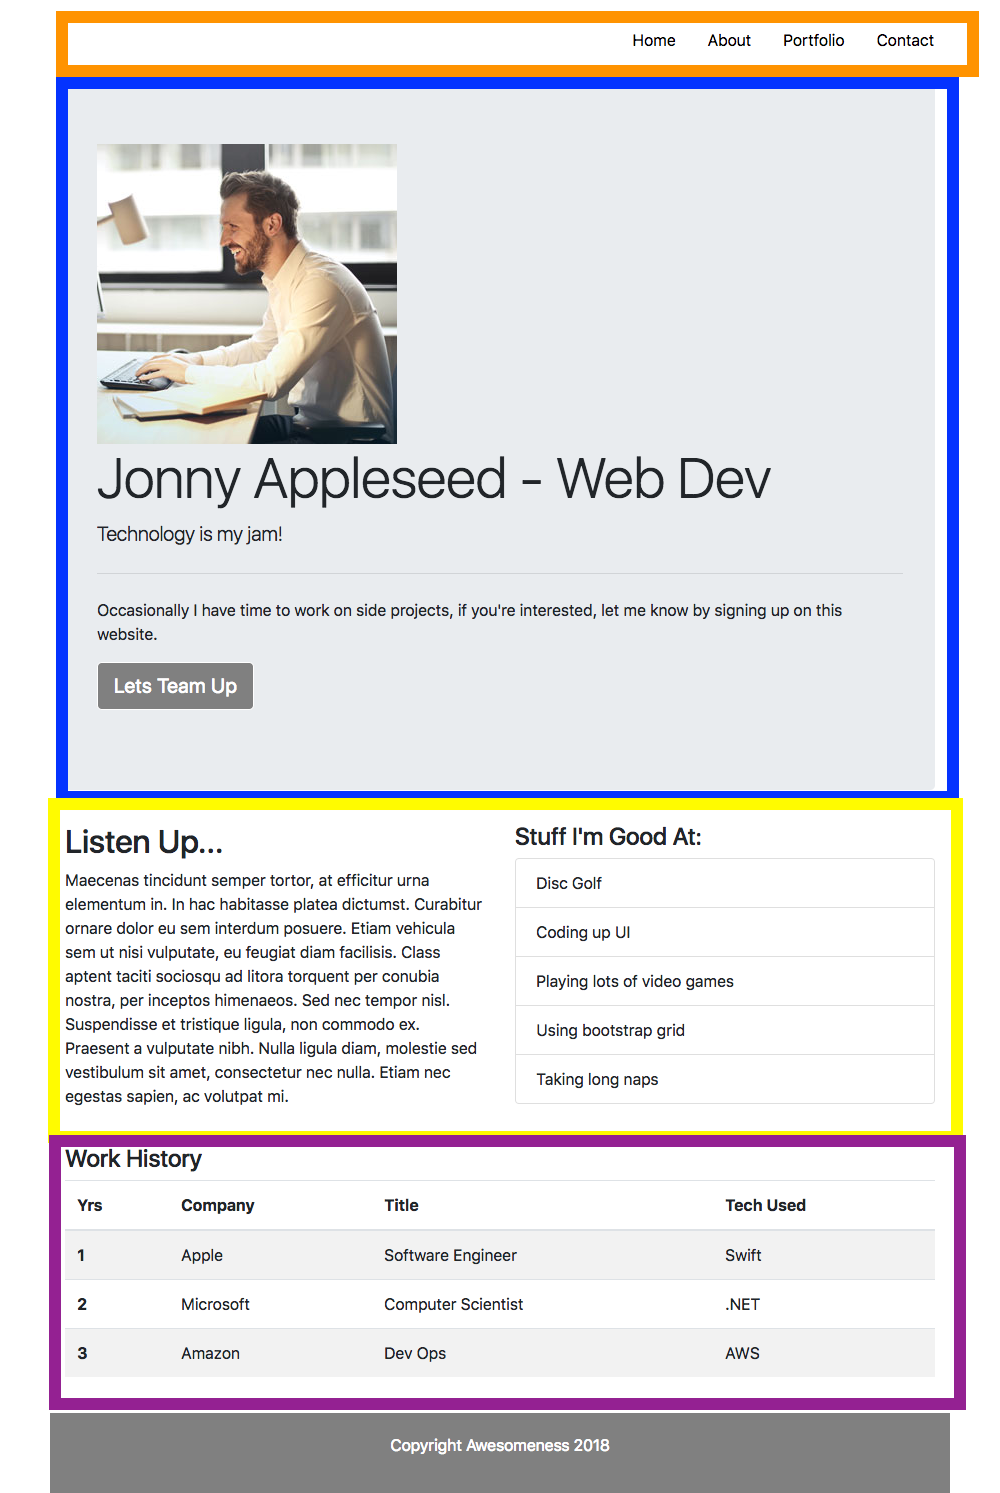 Home About Portfolio Contact
Jonny Appleseed - Web Dev
Technology is my jam!
Occasionally I have time to work on side projects, if you're interested, let me know by signing up on this
website.
Lets Team Up
Listen Up...
Maecenas tincidunt semper tortor, at efficitur urna
elementum in. In hac habitasse platea dictumst. Curabitur
ornare dolor eu sem interdum posuere. Etiam vehicula
sem ut nisi vulputate, eu feugiat diam facilisis. Class
aptent taciti sociosqu ad litora torquent per conubia
nostra, per inceptos himenaeos. Sed nec tempor nisl.
Suspendisse et tristique ligula, non commodo ex.
Praesent a vulputate nibh. Nulla ligula diam, molestie sed
vestibulum sit amet, consectetur nec nulla. Etiam nec
egestas sapien, ac volutpat mi.
Stuff I'm Good At:
Disc Golf
Coding up UI
Playing lots of video games
Using bootstrap grid
Taking long naps
Work History
Yrs Company Title Tech Used
1 Apple Software Engineer Swift
2 Microsoft Computer Scientist .NET
3 Amazon Dev Ops AWS
Copyright Awesomeness 2018